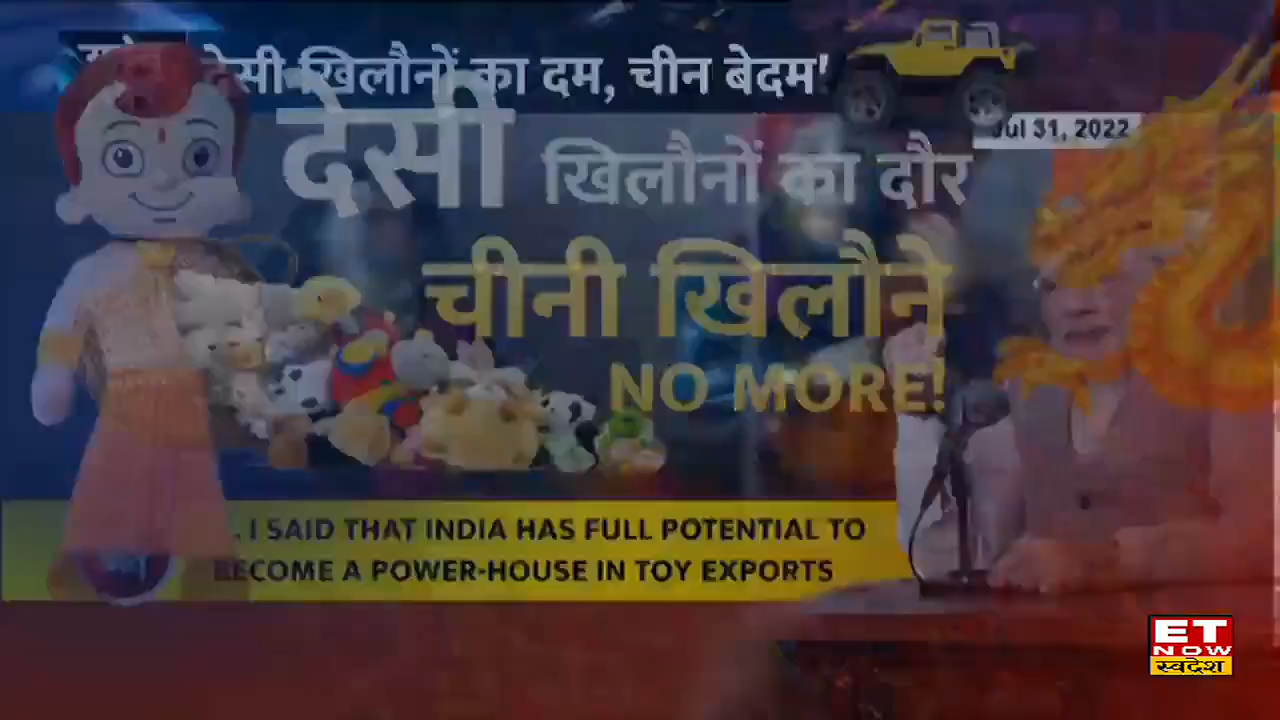 देसी खिलौनों का दम, चीन बेदम'
Jul 31, 2022
देसी खिलौनों का दौर
चीनी खिलौने
NO MORE!
. I SAID THAT INDIA HAS FULL POTENTIAL TO
BECOME A POWER-HOUSE IN TOY EXPORTS
ET
NOW
स्वदेश